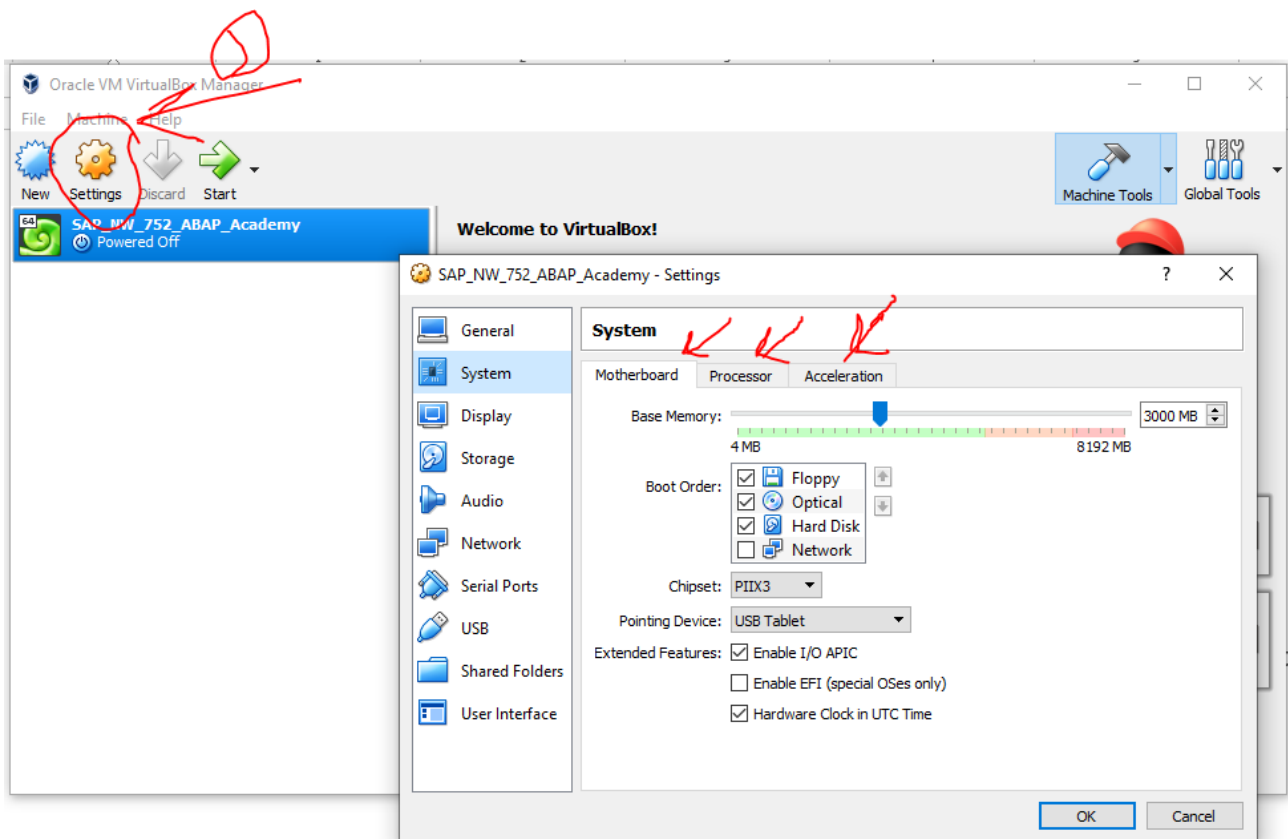 Oracle VM VirtualBox Manager
File Machine Help
New Settings Discard Start
Machine Tools Global Tools
64
SAP_NW_752_ABAP_Academy
Powered Off
Welcome to VirtualBox!
SAP_NW_752_ABAP_Academy - Settings
?
General
System
Display
Storage
Audio
Network
Serial Ports
USB
Shared Folders
User Interface
System
Motherboard Processor Acceleration
Base Memory: 3000 MB
4 MB 8192 MB
Boot Order: Floppy
Optical
Hard Disk
Network
Chipset: PIIX3
Pointing Device: USB Tablet
Extended Features: Enable I/O APIC
Enable EFI (special OSes only)
Hardware Clock in UTC Time
OK Cancel